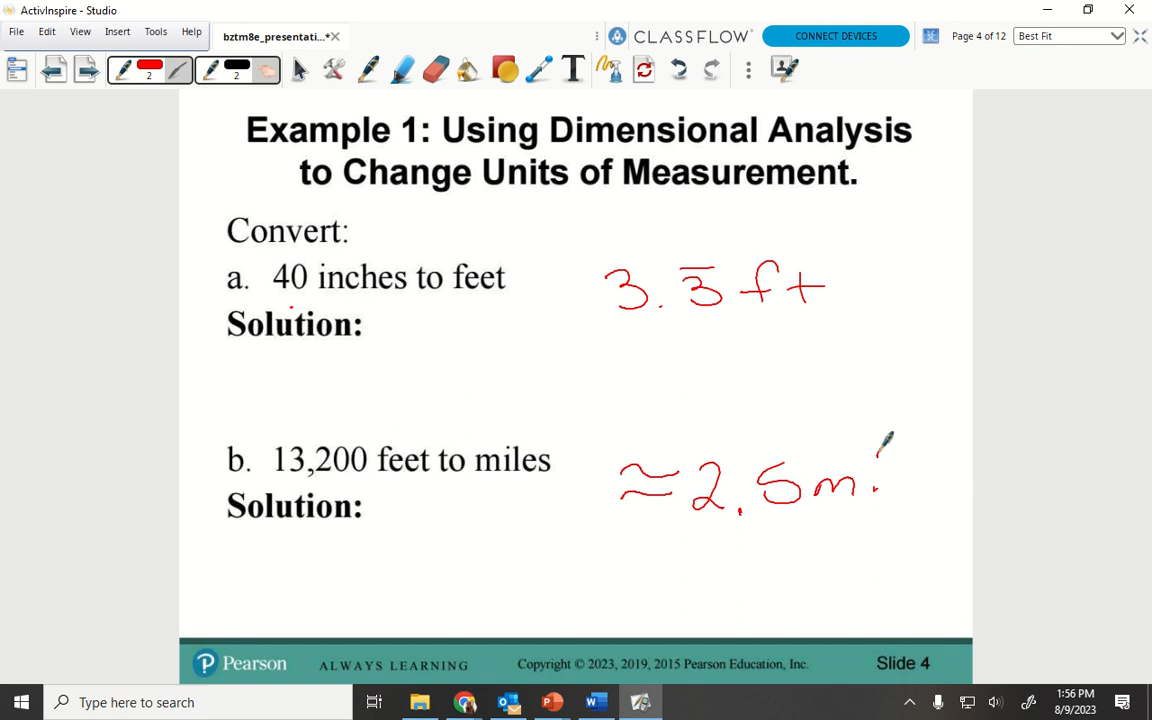 ActivInspire - Studio
File Edit View Insert Tools Help
bztm8e_presentati...*
CLASSFLOW
CONNECT DEVICES
Page 4 of 12
Best Fit
2
2
Example 1: Using Dimensional Analysis
to Change Units of Measurement.
Convert:
a. 40 inches to feet
3.3̅ ft
Solution:
b. 13,200 feet to miles
≈2.5mi
Solution:
Pearson
ALWAYS LEARNING
Copyright © 2023, 2019, 2015 Pearson Education, Inc.
Slide 4
Type here to search
1:56 PM
8/9/2023